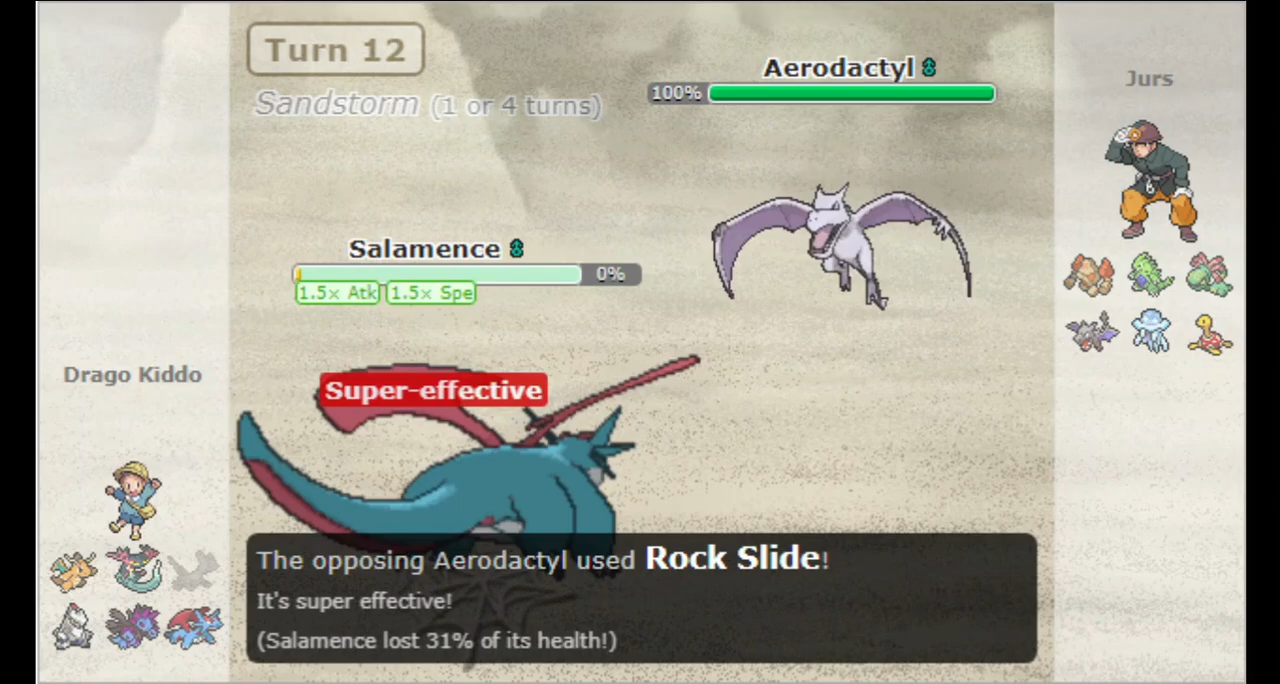 Turn 12
Sandstorm (1 or 4 turns)
Aerodactyl
100%
Jurs
Salamence
0%
1.5× Atk 1.5× Spe
Drago Kiddo
Super-effective
The opposing Aerodactyl used Rock Slide!
It's super effective!
(Salamence lost 31% of its health!)